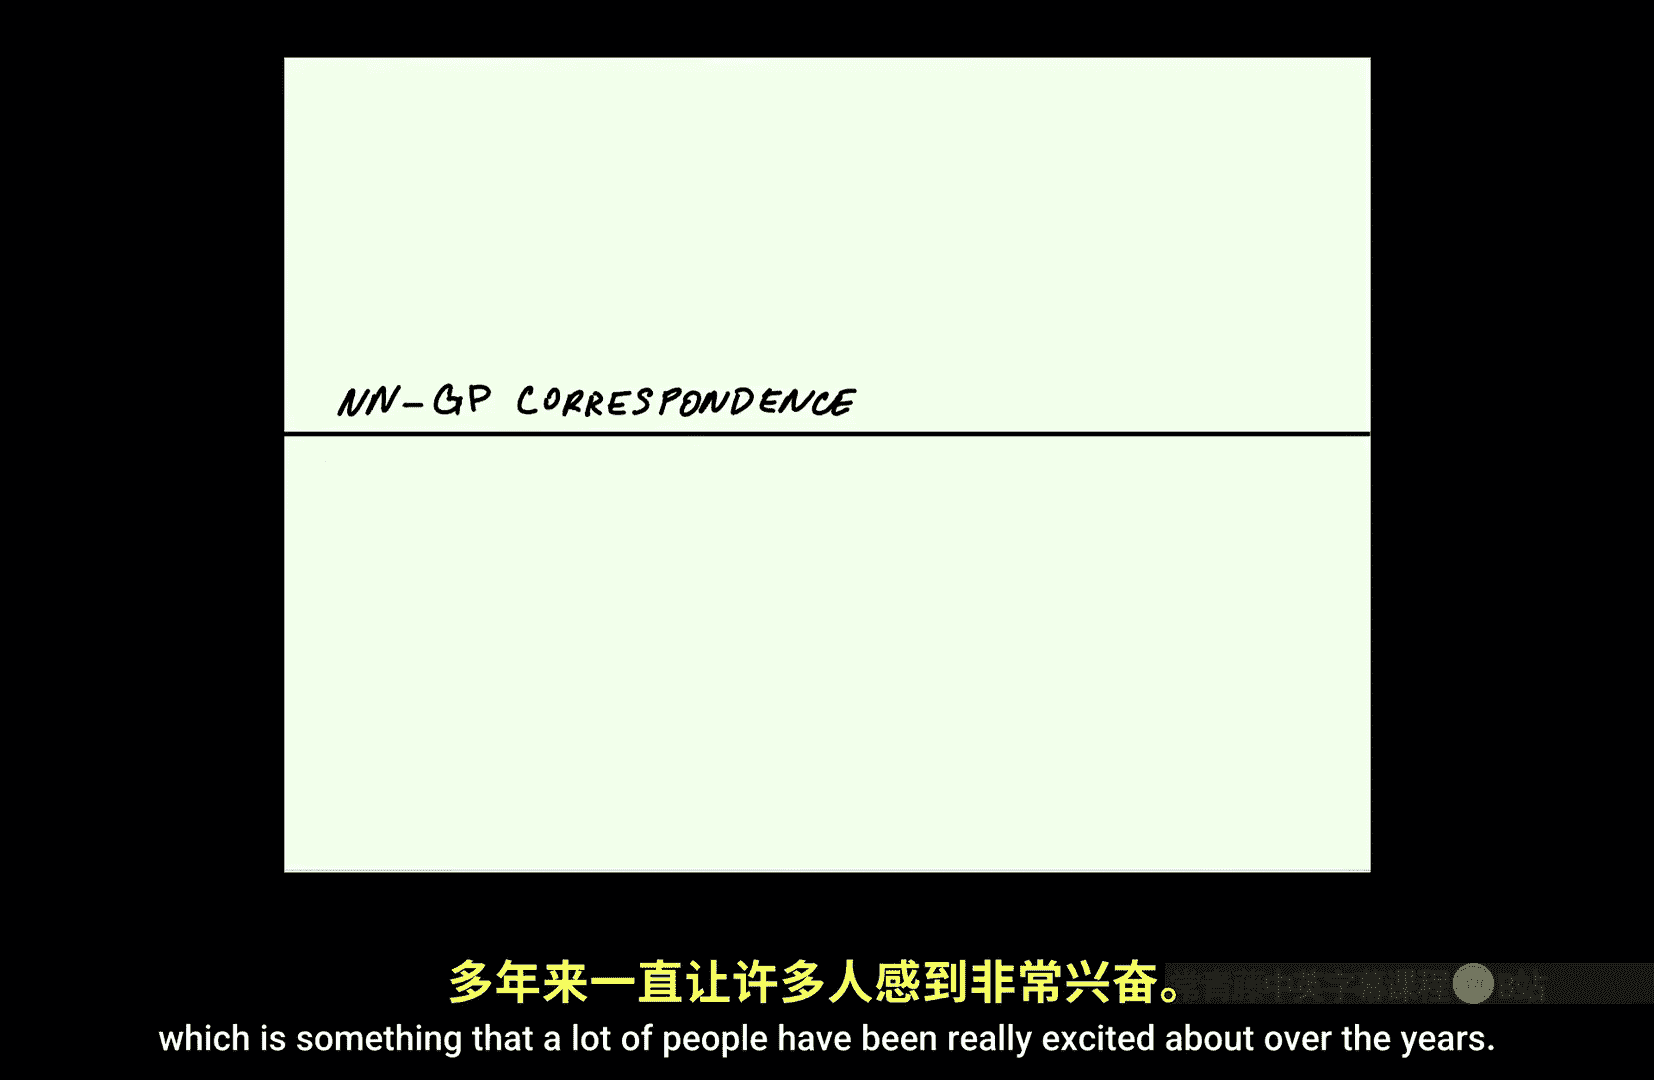 NN-GP CORRESPONDENCE
多年来一直让许多人感到非常兴奋。
which is something that a lot of people have been really excited about over the years.